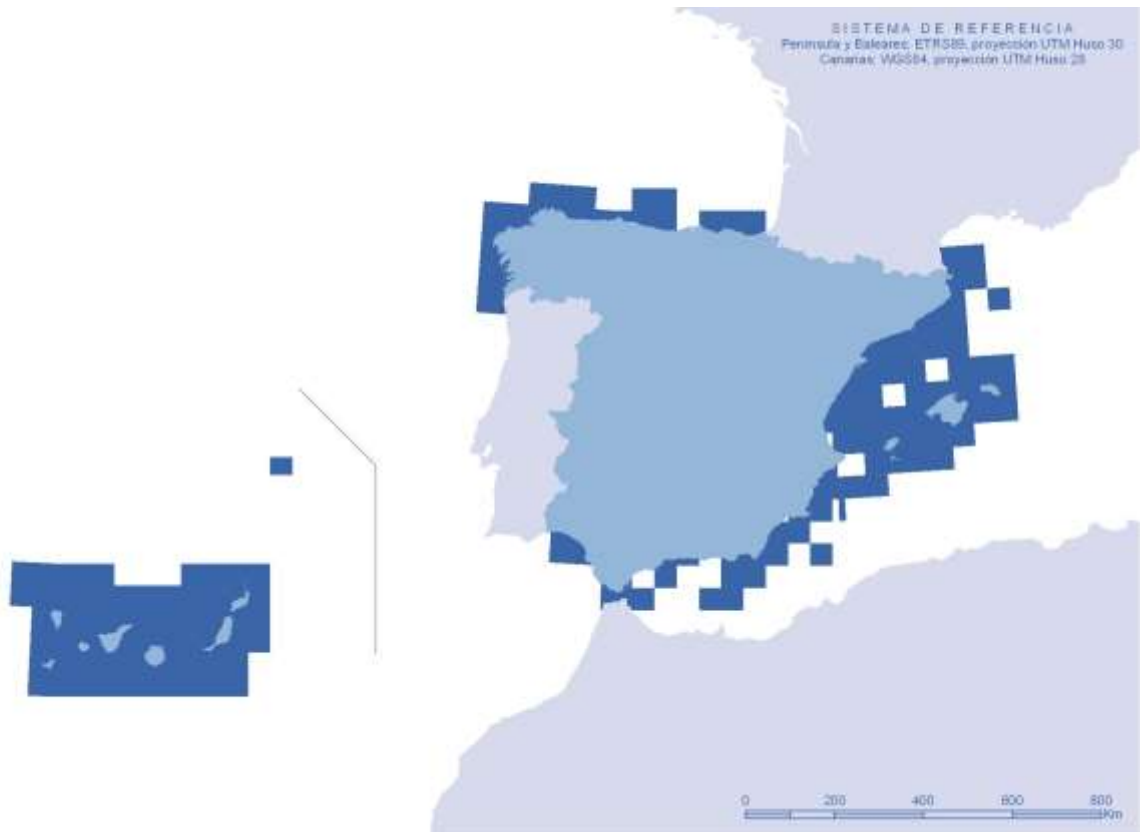 SISTEMA DE REFERENCIA
Península y Baleares: ETRS89, proyección UTM Huso 30
Canarias: WGS84, proyección UTM Huso 28
0 200 400 600 800
Km